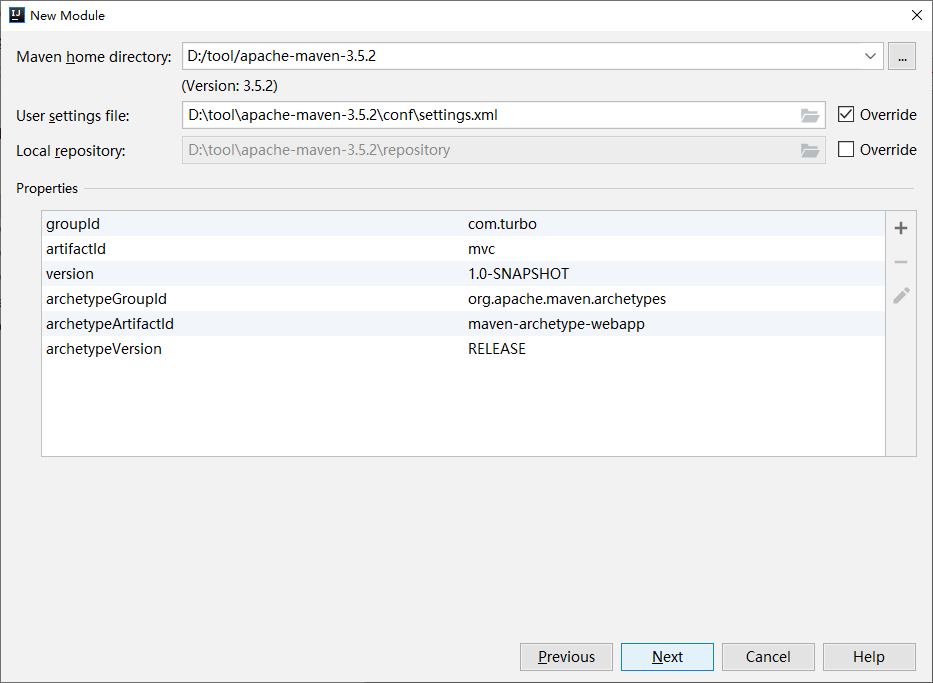 New Module
Maven home directory: D:/tool/apache-maven-3.5.2 ...
(Version: 3.5.2)
User settings file: D:\tool\apache-maven-3.5.2\conf\settings.xml Override
Local repository: D:\tool\apache-maven-3.5.2\repository Override
Properties
groupId com.turbo
artifactId mvc
version 1.0-SNAPSHOT
archetypeGroupId org.apache.maven.archetypes
archetypeArtifactId maven-archetype-webapp
archetypeVersion RELEASE
Previous Next Cancel Help